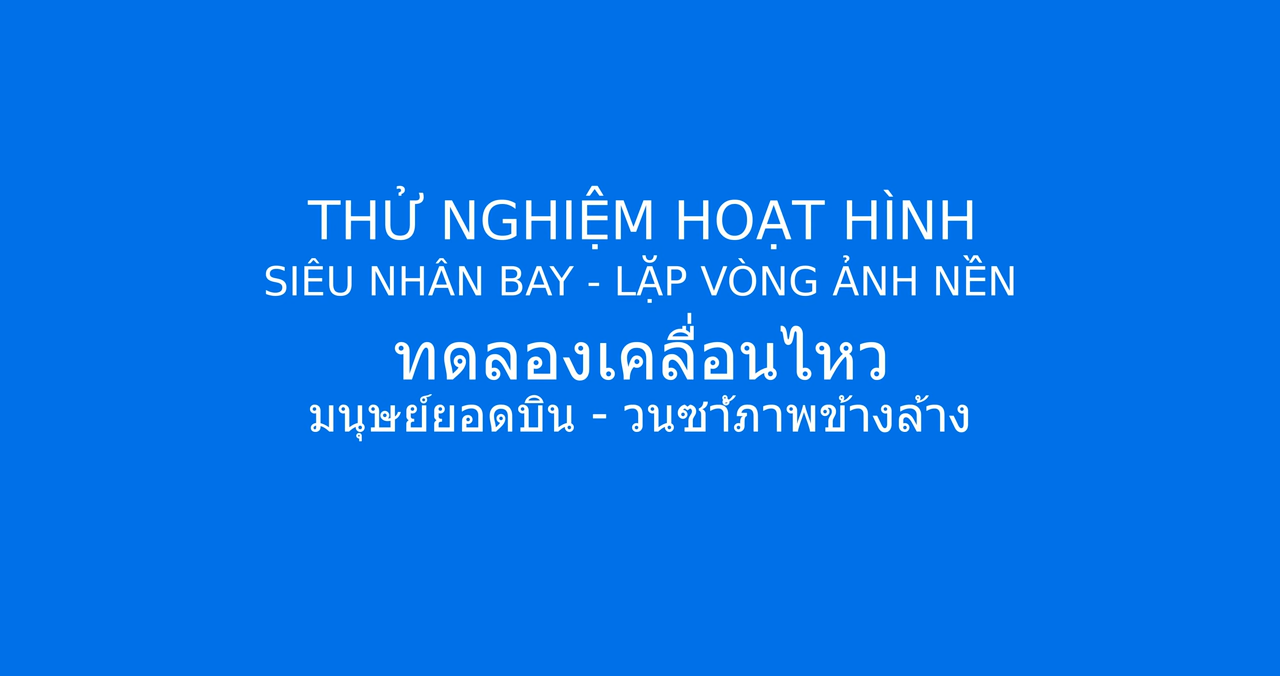 THỬ NGHIỆM HOẠT HÌNH
SIÊU NHÂN BAY - LẶP VÒNG ẢNH NỀN
ทดลองเคลื่อนไหว
มนุษย์ยอดบิน - วนซาํ้ภาพข้างล้าง